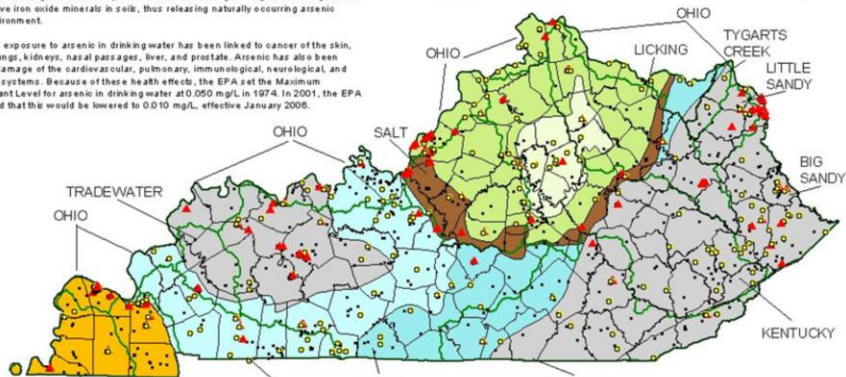 ve iron oxide minerals in soils, thus releasing naturally occurring arsenic
ironment.
exposure to arsenic in drinking water has been linked to cancer of the skin,
ngs, kidneys, nasal passages, liver, and prostate. Arsenic has also been
amage of the cardiovascular, pulmonary, immunological, neurological, and
systems. Because of these health effects, the EPA set the Maximum
ant Level for arsenic in drinking water at 0.050 mg/L in 1974. In 2001, the EPA
d that this would be lowered to 0.010 mg/L, effective January 2006.
OHIO
OHIO
LICKING
TYGARTS
CREEK
LITTLE
SANDY
OHIO
SALT
BIG
SANDY
TRADEWATER
OHIO
KENTUCKY